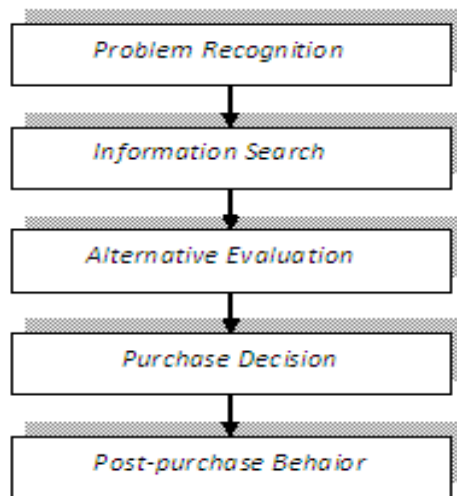 Problem Recognition
Information Search
Alternative Evaluation
Purchase Decision
Post-purchase Behaior